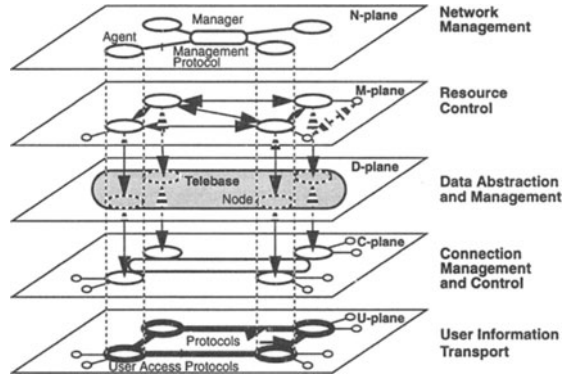 Manager
N-plane
Network
Management
Agent
Management
Protocol
M-plane
Resource
Control
D-plane
Telebase
Node
Data Abstraction
and Management
C-plane
Connection
Management
and Control
U-plane
Protocols
User Access Protocols
User Information
Transport